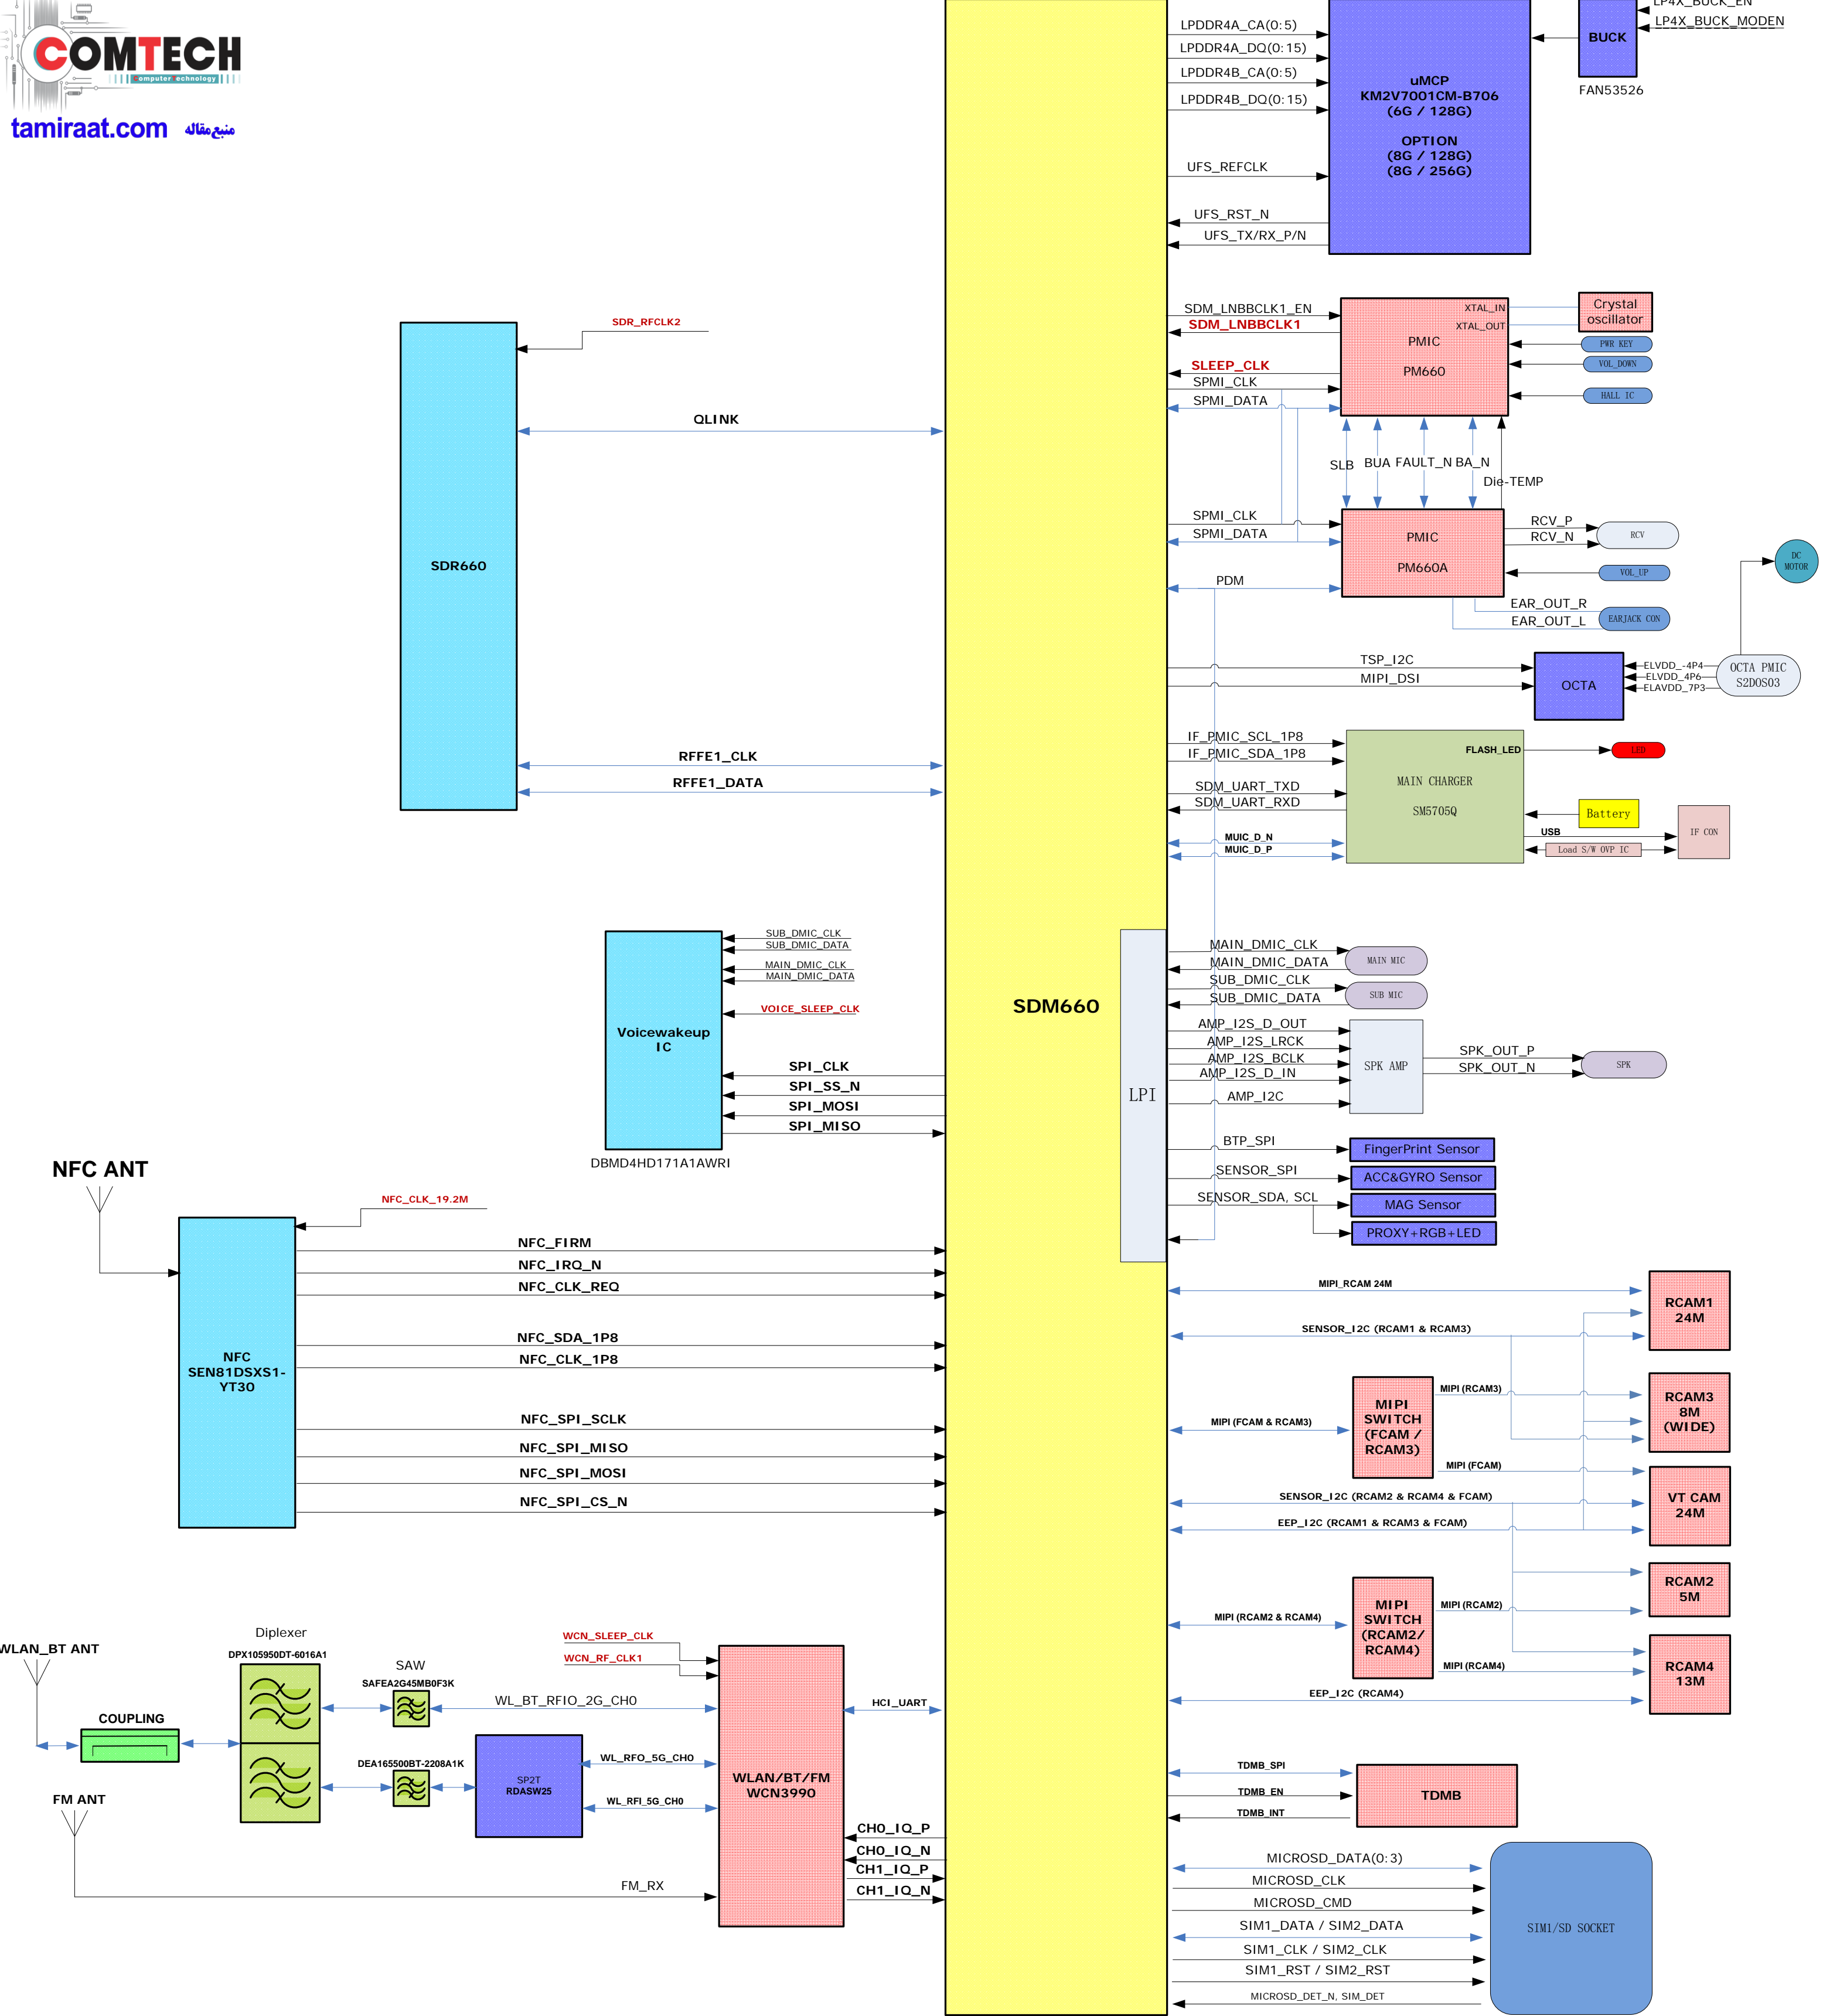 COMTECH
Computer Technology
tamiraat.com منبع مقاله
LPDDR4A_CA(0:5)
LPDDR4A_DQ(0:15)
LPDDR4B_CA(0:5)
LPDDR4B_DQ(0:15)
UFS_REFCLK
UFS_RST_N
UFS_TX/RX_P/N
uMCP
KM2V7001CM-B706
(6G / 128G)
OPTION
(8G / 128G)
(8G / 256G)
BUCK
FAN53526
LP4X_BUCK_EN
LP4X_BUCK_MODEN
SDM660
SDR_RFCLK2
SDR660
QLINK
RFFE1_CLK
RFFE1_DATA
SDM_LNBBCLK1_EN
SDM_LNBBCLK1
SLEEP_CLK
SPMI_CLK
SPMI_DATA
PMIC
PM660
XTAL_IN
XTAL_OUT
Crystal
oscillator
PWR KEY
VOL_DOWN
HALL IC
SLB
BUA
FAULT_N
BA_N
Die-TEMP
SPMI_CLK
SPMI_DATA
PDM
PMIC
PM660A
RCV_P
RCV_N
RCV
VOL_UP
EAR_OUT_R
EAR_OUT_L
EARJACK CON
DC
MOTOR
TSP_I2C
MIPI_DSI
OCTA
ELVDD_-4P4
ELVDD_4P6
ELAVDD_7P3
OCTA PMIC
S2DOS03
IF_PMIC_SCL_1P8
IF_PMIC_SDA_1P8
SDM_UART_TXD
SDM_UART_RXD
MUIC_D_N
MUIC_D_P
FLASH_LED
MAIN CHARGER
SM5705Q
LED
Battery
USB
Load S/W OVP IC
IF CON
SUB_DMIC_CLK
SUB_DMIC_DATA
MAIN_DMIC_CLK
MAIN_DMIC_DATA
VOICE_SLEEP_CLK
Voicewakeup
IC
SPI_CLK
SPI_SS_N
SPI_MOSI
SPI_MISO
DBMD4HD171A1AWRI
LPI
MAIN_DMIC_CLK
MAIN_DMIC_DATA
SUB_DMIC_CLK
SUB_DMIC_DATA
MAIN MIC
SUB MIC
AMP_I2S_D_OUT
AMP_I2S_LRCK
AMP_I2S_BCLK
AMP_I2S_D_IN
AMP_I2C
SPK AMP
SPK_OUT_P
SPK_OUT_N
SPK
BTP_SPI
FingerPrint Sensor
SENSOR_SPI
ACC&GYRO Sensor
SENSOR_SDA, SCL
MAG Sensor
PROXY+RGB+LED
NFC ANT
NFC_CLK_19.2M
NFC
SEN81DSXS1-
YT30
NFC_FIRM
NFC_IRQ_N
NFC_CLK_REQ
NFC_SDA_1P8
NFC_CLK_1P8
NFC_SPI_SCLK
NFC_SPI_MISO
NFC_SPI_MOSI
NFC_SPI_CS_N
MIPI_RCAM 24M
SENSOR_I2C (RCAM1 & RCAM3)
RCAM1
24M
MIPI (FCAM & RCAM3)
MIPI
SWITCH
(FCAM /
RCAM3)
MIPI (RCAM3)
MIPI (FCAM)
RCAM3
8M
(WIDE)
SENSOR_I2C (RCAM2 & RCAM4 & FCAM)
EEP_I2C (RCAM1 & RCAM3 & FCAM)
VT CAM
24M
MIPI (RCAM2 & RCAM4)
MIPI
SWITCH
(RCAM2/
RCAM4)
MIPI (RCAM2)
MIPI (RCAM4)
RCAM2
5M
RCAM4
13M
EEP_I2C (RCAM4)
WLAN_BT ANT
COUPLING
Diplexer
DPX105950DT-6016A1
SAW
SAFEA2G45MB0F3K
DEA165500BT-2208A1K
SP2T
RDASW25
WCN_SLEEP_CLK
WCN_RF_CLK1
WL_BT_RFIO_2G_CH0
WL_RFO_5G_CH0
WL_RFI_5G_CH0
WLAN/BT/FM
WCN3990
HCI_UART
CH0_IQ_P
CH0_IQ_N
CH1_IQ_P
CH1_IQ_N
FM ANT
FM_RX
TDMB_SPI
TDMB_EN
TDMB_INT
TDMB
MICROSD_DATA(0:3)
MICROSD_CLK
MICROSD_CMD
SIM1_DATA / SIM2_DATA
SIM1_CLK / SIM2_CLK
SIM1_RST / SIM2_RST
MICROSD_DET_N, SIM_DET
SIM1/SD SOCKET